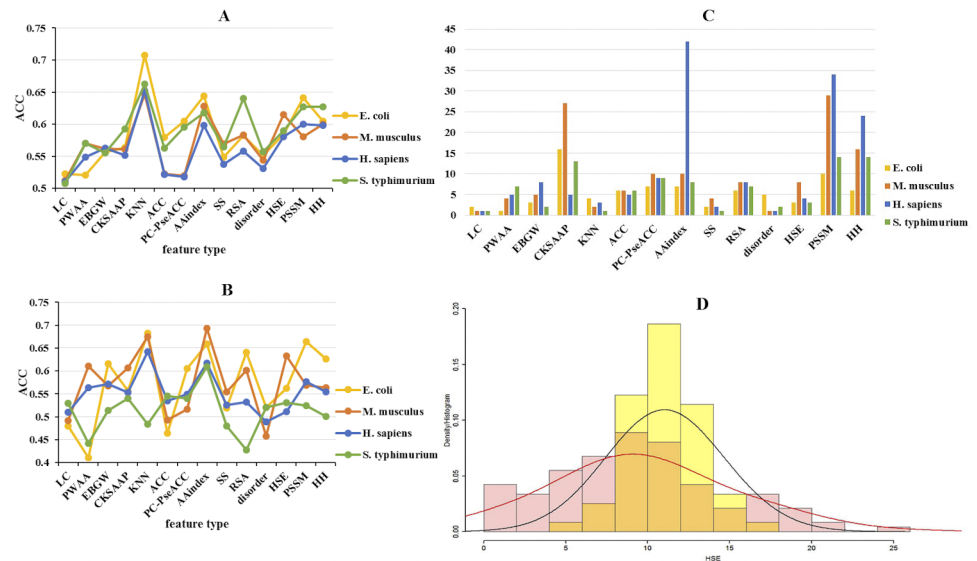 A
0.75
0.7
0.65
0.6
0.55
0.5
ACC
E. coli
M. musculus
H. sapiens
S. typhimurium
LC
PWAA
EBGW
CKSAAP
KNN
ACC
PC-PseACC
AAindex
SS
RSA
disorder
HSE
PSSM
HH
feature type
C
45
40
35
30
25
20
15
10
5
0
E. coli
M. musculus
H. sapiens
S. typhimurium
LC
PWAA
EBGW
CKSAAP
KNN
ACC
PC-PseACC
AAindex
SS
RSA
disorder
HSE
PSSM
HH
B
0.75
0.7
0.65
0.6
0.55
0.5
0.45
0.4
ACC
E. coli
M. musculus
H. sapiens
S. typhimurium
LC
PWAA
EBGW
CKSAAP
KNN
ACC
PC-PseACC
AAindex
SS
RSA
disorder
HSE
PSSM
HH
feature type
D
0.20
0.15
0.10
0.05
0.00
Density/Histogram
0
5
10
15
20
25
HSE